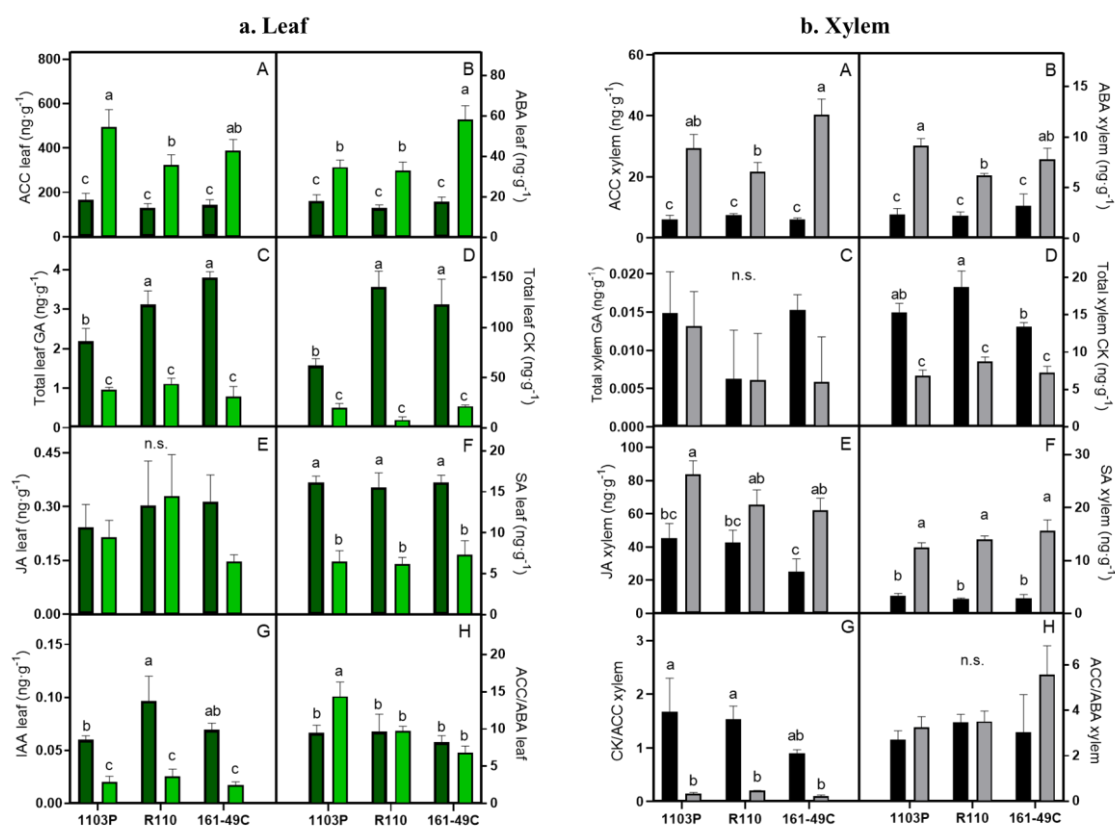 a. Leaf
b. Xylem
800
600
400
200
0
ACC leaf (ng·g⁻¹)
A
c
a
c
b
c
ab
B
c
b
c
b
c
a
80
60
40
20
0
ABA leaf (ng·g⁻¹)
4
3
2
1
0
Total leaf GA (ng·g⁻¹)
C
b
c
a
c
a
c
D
b
c
a
c
a
c
150
100
50
0
Total leaf CK (ng·g⁻¹)
0.45
0.30
0.15
0.00
JA leaf (ng·g⁻¹)
n.s.
E
F
a
b
a
b
a
b
20
15
10
5
0
SA leaf (ng·g⁻¹)
0.15
0.10
0.05
0.00
IAA leaf (ng·g⁻¹)
G
b
c
a
c
ab
c
H
b
a
b
b
b
b
20
15
10
5
0
ACC/ABA leaf
1103P
R110
161-49C
1103P
R110
161-49C
60
40
20
0
ACC xylem (ng·g⁻¹)
A
c
ab
c
b
c
a
B
c
a
c
b
c
ab
15
10
5
0
ABA xylem (ng·g⁻¹)
0.020
0.015
0.010
0.005
0.000
Total xylem GA (ng·g⁻¹)
n.s.
C
D
ab
c
a
c
b
c
20
15
10
5
0
Total xylem CK (ng·g⁻¹)
100
80
60
40
20
0
JA xylem (ng·g⁻¹)
E
bc
a
bc
ab
c
ab
F
b
a
b
a
b
a
30
20
10
0
SA xylem (ng·g⁻¹)
3
2
1
0
CK/ACC xylem
G
a
b
a
b
ab
b
n.s.
H
6
4
2
0
ACC/ABA xylem
1103P
R110
161-49C
1103P
R110
161-49C